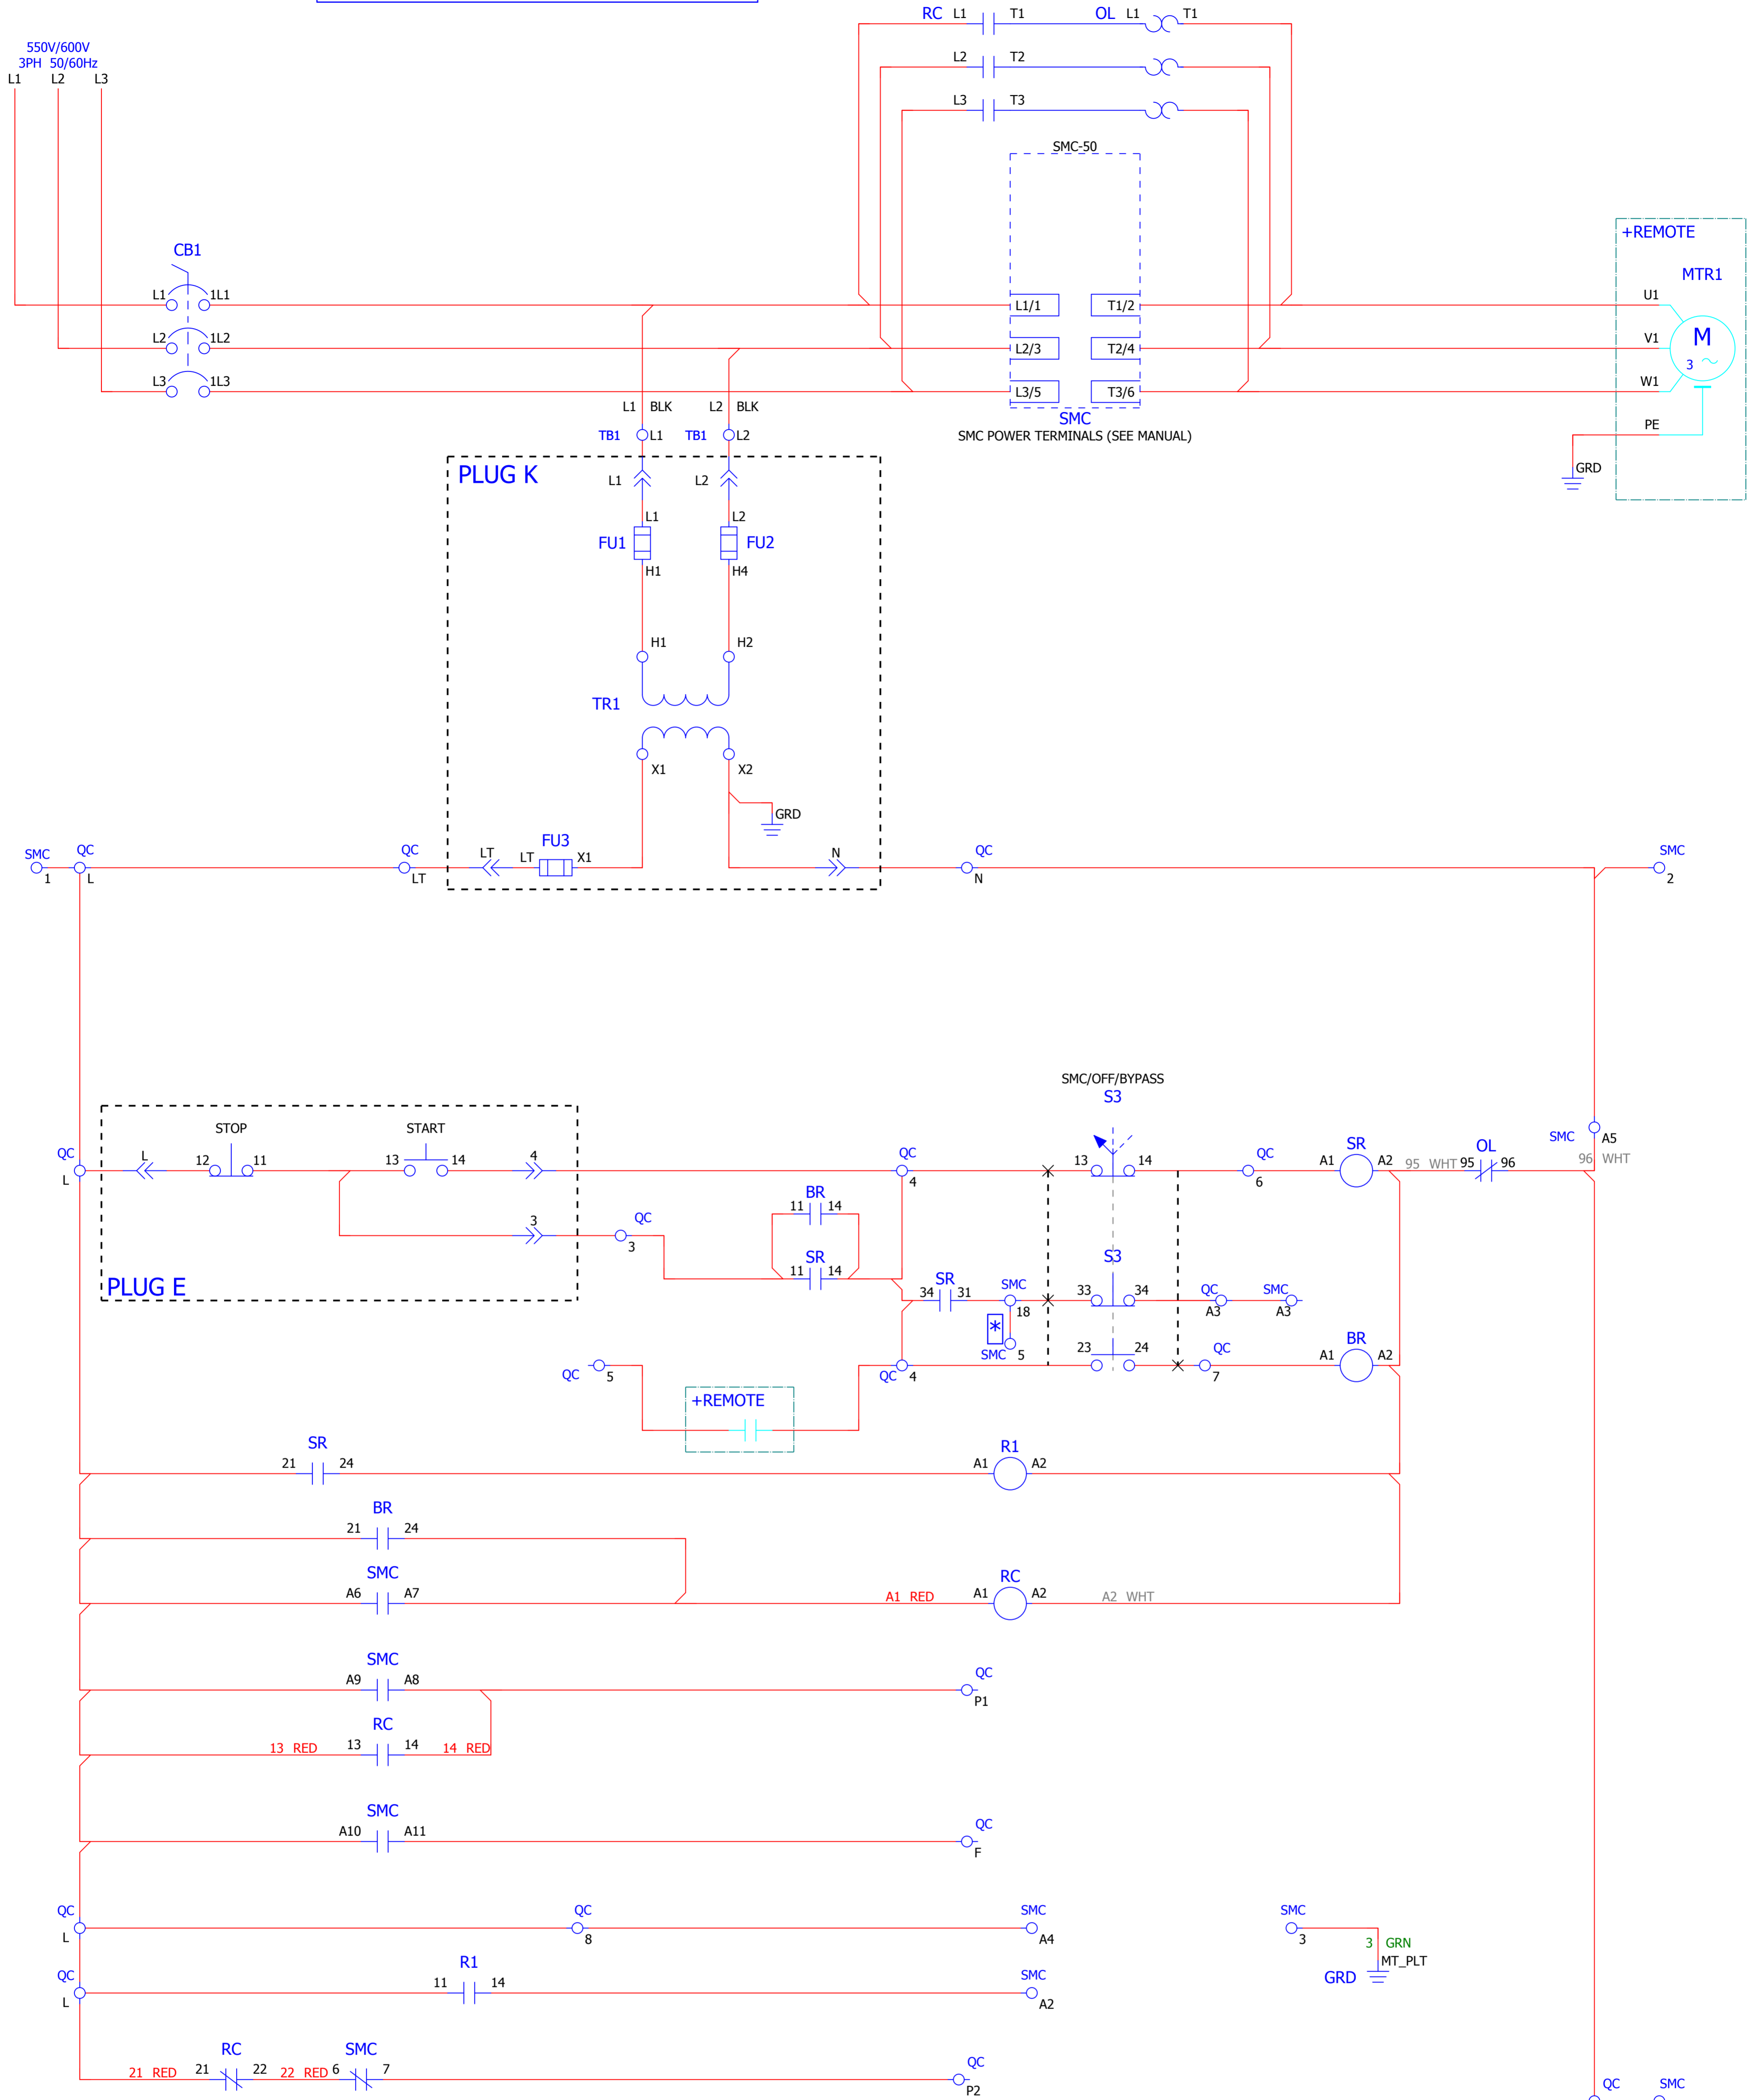 RC L1 T1 OL L1 T1
550V/600V
3PH 50/60Hz
L1 L2 L3
L2 T2
L3 T3
SMC-50
+REMOTE
CB1
MTR1
L1 1L1 L1/1 T1/2 U1
L2 1L2 L2/3 T2/4 V1 M
3
L3 1L3 L3/5 T3/6 W1
L1 BLK L2 BLK
SMC
SMC POWER TERMINALS (SEE MANUAL)
PE
TB1 L1 TB1 L2
GRD
PLUG K
L1 L2
L1 L2
FU1 FU2
H1 H4
H1 H2
TR1
X1 X2
GRD
SMC QC QC FU3 QC SMC
LT LT X1 N
1 L LT N 2
SMC/OFF/BYPASS
S3
STOP START
SMC A5
QC L 12 11 13 14 4 QC 13 14 QC SR A1 A2 95 WHT 95 OL 96 96 WHT
L 4 6
BR
11 14
3 QC
3
SR
11 14
S3
PLUG E
SR
34 31 SMC 33 34 QC SMC
18 A3 A3
*
SMC 5
23 24 QC BR A1 A2
QC 5 QC 4 7
+REMOTE
SR R1
21 24 A1 A2
BR
21 24
SMC RC
A6 A7 A1 RED A1 A2 A2 WHT
SMC
A9 A8 QC
P1
RC
13 RED 13 14 14 RED
SMC
A10 A11 QC
F
QC QC SMC SMC
L 8 A4 3
3 GRN
MT_PLT
GRD
QC R1 SMC
11 14
L A2
RC SMC
21 RED 21 22 22 RED 6 7 QC
P2
QC SMC